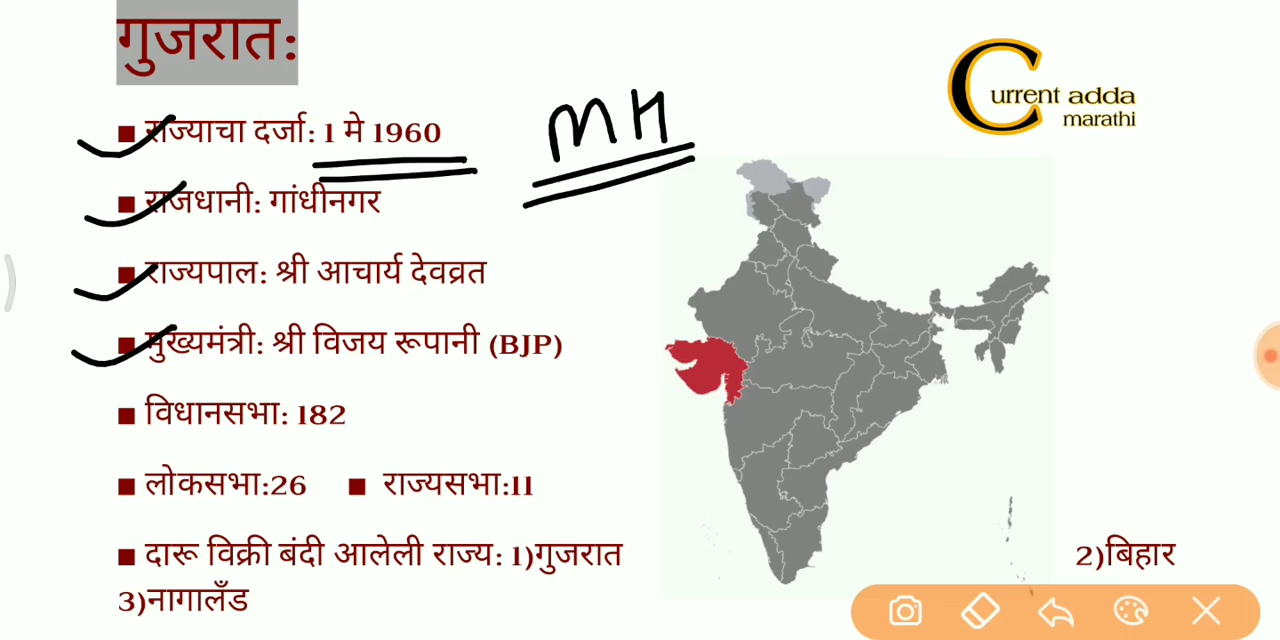 गुजरात:
Current adda
marathi
■ राज्याचा दर्जा: 1 मे 1960
MH
■ राजधानी: गांधीनगर
■ राज्यपाल: श्री आचार्य देवव्रत
■ मुख्यमंत्री: श्री विजय रूपानी (BJP)
■ विधानसभा: 182
■ लोकसभा:26 ■ राज्यसभा:11
■ दारू विक्री बंदी आलेली राज्य: 1)गुजरात 2)बिहार
3)नागालँड